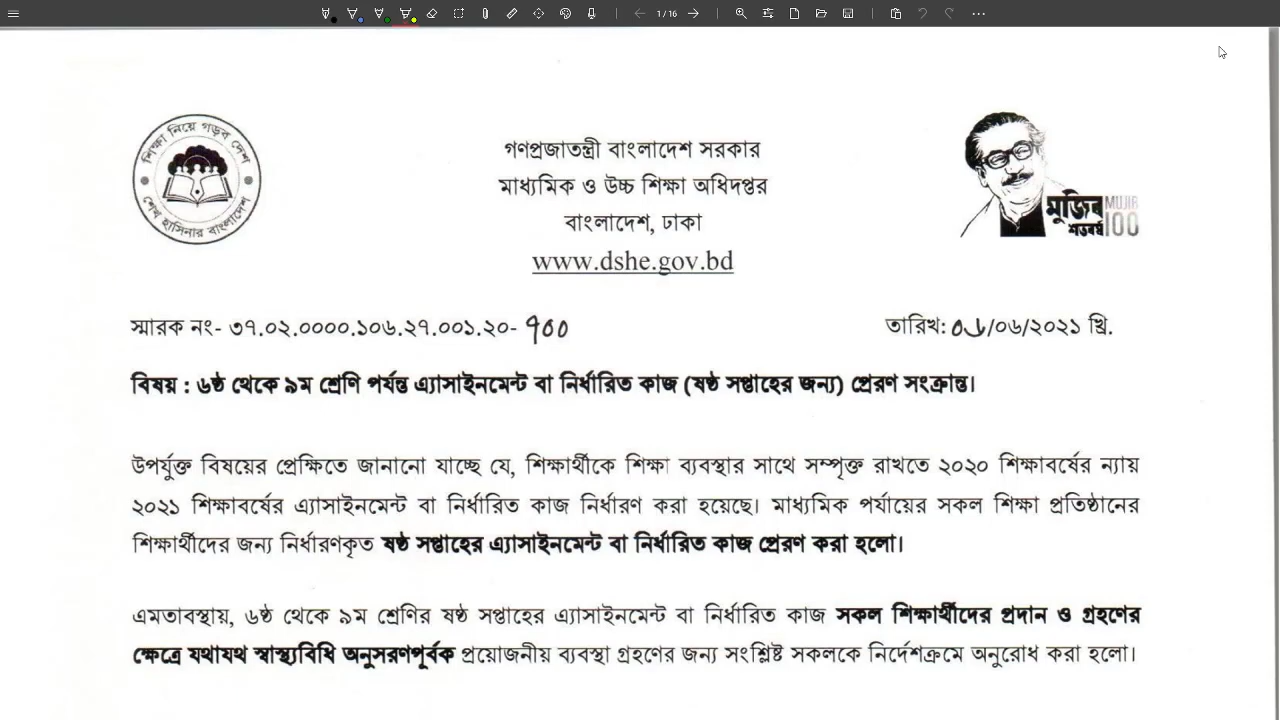 1 / 16
শিক্ষা নিয়ে গড়ব দেশ
শেখ হাসিনার বাংলাদেশ
গণপ্রজাতন্ত্রী বাংলাদেশ সরকার
মাধ্যমিক ও উচ্চ শিক্ষা অধিদপ্তর
বাংলাদেশ, ঢাকা
www.dshe.gov.bd
মুজিব MUJIB
শতবর্ষ 100
স্মারক নং- ৩৭.০২.০০০০.১০৬.২৭.০০১.২০- ৭০০
তারিখ: ০৬/০৬/২০২১ খ্রি.
বিষয় : ৬ষ্ঠ থেকে ৯ম শ্রেণি পর্যন্ত এ্যাসাইনমেন্ট বা নির্ধারিত কাজ (ষষ্ঠ সপ্তাহের জন্য) প্রেরণ সংক্রান্ত।
উপর্যুক্ত বিষয়ের প্রেক্ষিতে জানানো যাচ্ছে যে, শিক্ষার্থীকে শিক্ষা ব্যবস্থার সাথে সম্পৃক্ত রাখতে ২০২০ শিক্ষাবর্ষের ন্যায়
২০২১ শিক্ষাবর্ষের এ্যাসাইনমেন্ট বা নির্ধারিত কাজ নির্ধারণ করা হয়েছে। মাধ্যমিক পর্যায়ের সকল শিক্ষা প্রতিষ্ঠানের
শিক্ষার্থীদের জন্য নির্ধারণকৃত ষষ্ঠ সপ্তাহের এ্যাসাইনমেন্ট বা নির্ধারিত কাজ প্রেরণ করা হলো।
এমতাবস্থায়, ৬ষ্ঠ থেকে ৯ম শ্রেণির ষষ্ঠ সপ্তাহের এ্যাসাইনমেন্ট বা নির্ধারিত কাজ সকল শিক্ষার্থীদের প্রদান ও গ্রহণের
ক্ষেত্রে যথাযথ স্বাস্থ্যবিধি অনুসরণপূর্বক প্রয়োজনীয় ব্যবস্থা গ্রহণের জন্য সংশ্লিষ্ট সকলকে নির্দেশক্রমে অনুরোধ করা হলো।